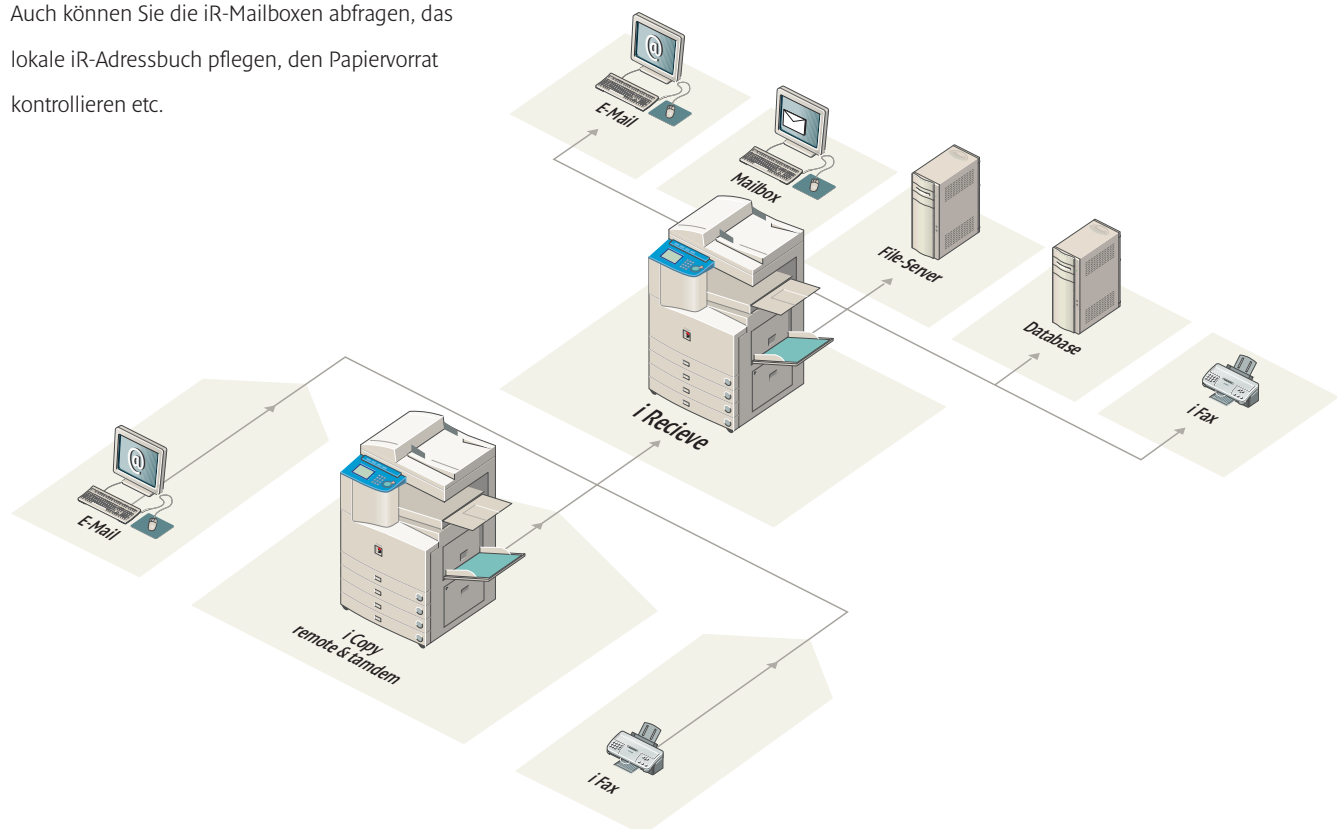 Auch können Sie die iR-Mailboxen abfragen, das
lokale iR-Adressbuch pflegen, den Papiervorrat
kontrollieren etc.
@
E-Mail
Mailbox
File-Server
Database
i Fax
i Recieve
@
E-Mail
i Copy
remote & tamdem
i Fax